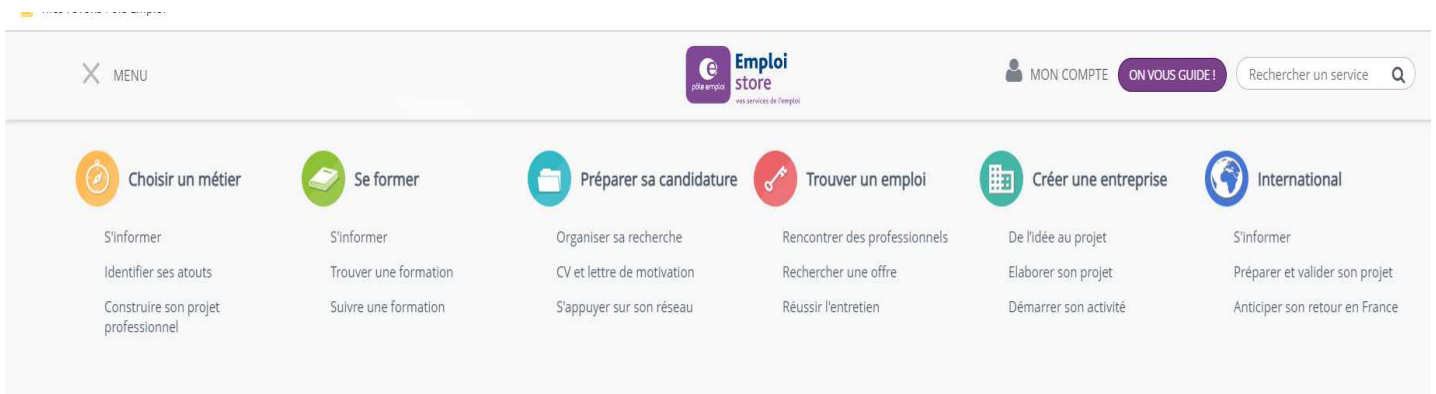 MENU
pôle emploi
Emploi
store
vos services de l'emploi
MON COMPTE
ON VOUS GUIDE !
Rechercher un service
Choisir un métier
S'informer
Identifier ses atouts
Construire son projet
professionnel
Se former
S'informer
Trouver une formation
Suivre une formation
Préparer sa candidature
Organiser sa recherche
CV et lettre de motivation
S'appuyer sur son réseau
Trouver un emploi
Rencontrer des professionnels
Rechercher une offre
Réussir l'entretien
Créer une entreprise
De l'idée au projet
Elaborer son projet
Démarrer son activité
International
S'informer
Préparer et valider son projet
Anticiper son retour en France